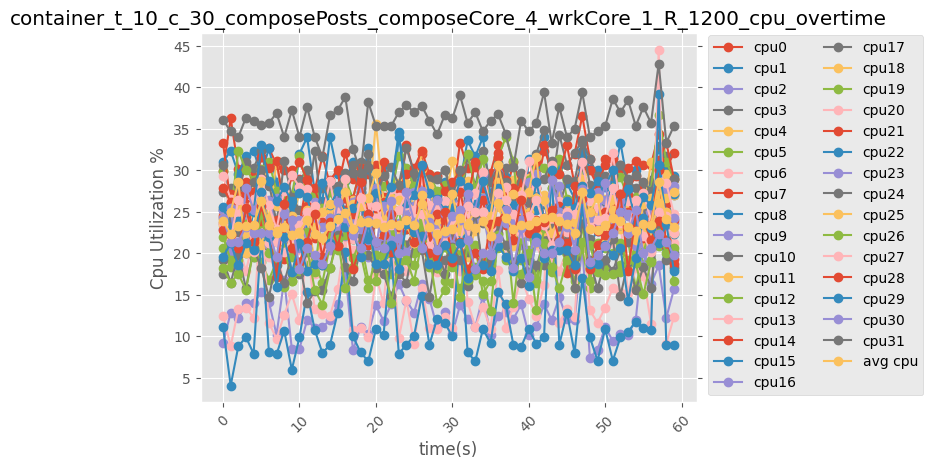 container_t_10_c_30_composePosts_composeCore_4_wrkCore_1_R_1200_cpu_overtime
Cpu Utilization %
45
40
35
30
25
20
15
10
5
0
10
20
30
40
50
60
time(s)
cpu0
cpu1
cpu2
cpu3
cpu4
cpu5
cpu6
cpu7
cpu8
cpu9
cpu10
cpu11
cpu12
cpu13
cpu14
cpu15
cpu16
cpu17
cpu18
cpu19
cpu20
cpu21
cpu22
cpu23
cpu24
cpu25
cpu26
cpu27
cpu28
cpu29
cpu30
cpu31
avg cpu